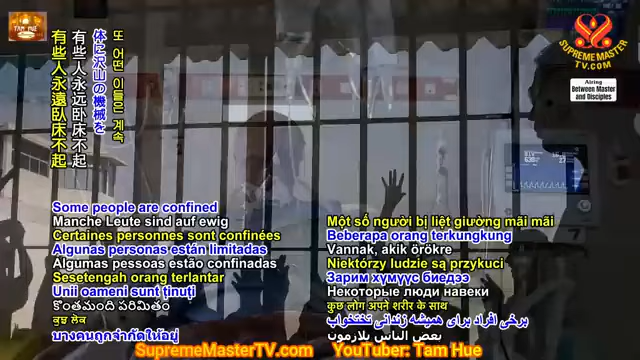 TAM HUE
有些人永遠臥床不起
有些人永远卧床不起
体に沢山の機械を
또 어떤 이들은 계속
SUPREME MASTER
TV.COM
Airing
Between Master
and Disciples
Some people are confined
Manche Leute sind auf ewig
Certaines personnes sont confinées
Algunas personas están limitadas
Algumas pessoas estão confinadas
Sesetengah orang terlantar
Unii oameni sunt ținuți
కొంతమంది పరిమితం
ਕੁਝ ਲੋਕ
บางคนถูกจำกัดให้อยู่
Một số người bị liệt giường mãi mãi
Beberapa orang terkungkung
Vannak, akik örökre
Niektórzy ludzie są przykuci
Зарим хүмүүс биедээ
Некоторые люди навеки
कुछ लोग अपने शरीर के साथ
برخی افراد برای همیشه زندانی تختخواب
بعض الناس يلازمون
SupremeMasterTV.com YouTuber: Tam Hue